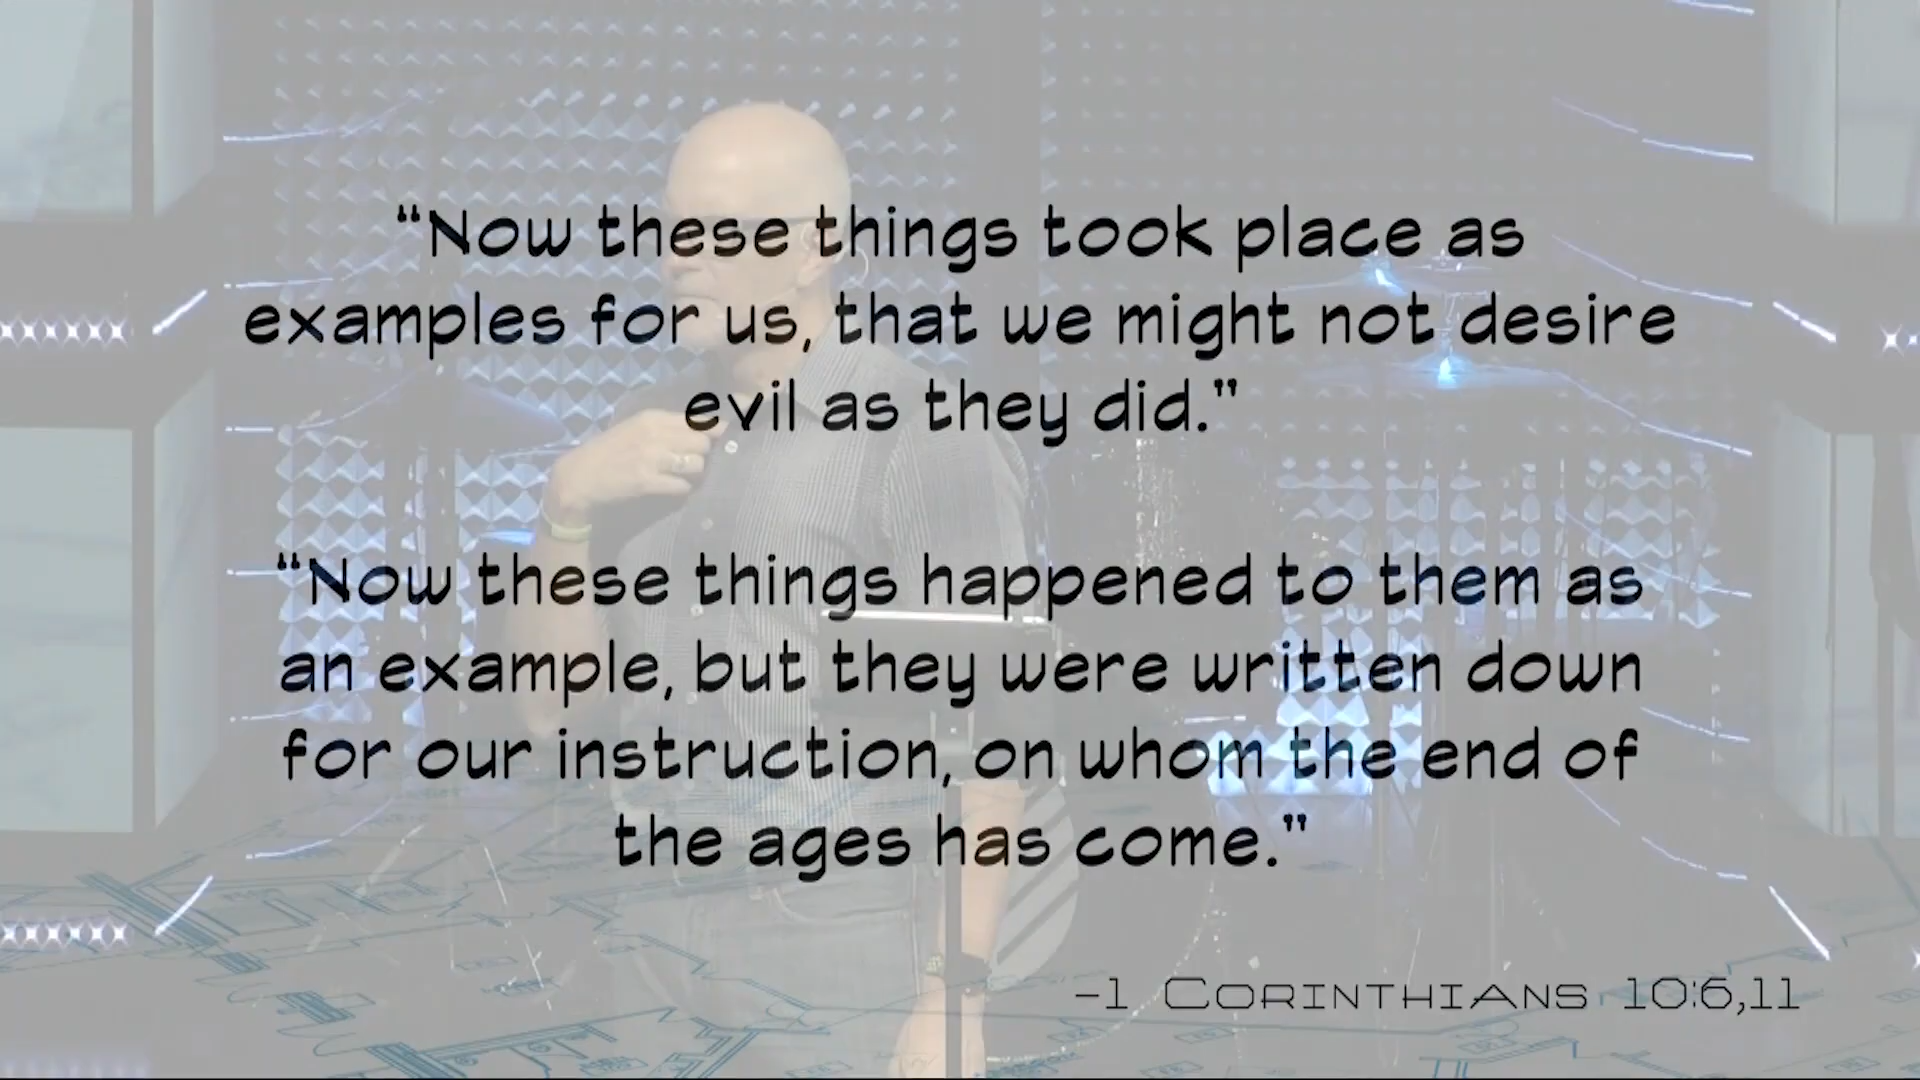 “Now these things took place as
examples for us, that we might not desire
evil as they did."
“Now these things happened to them as
an example, but they were written down
for our instruction, on whom the end of
the ages has come."
-1 Corinthians 10:6,11